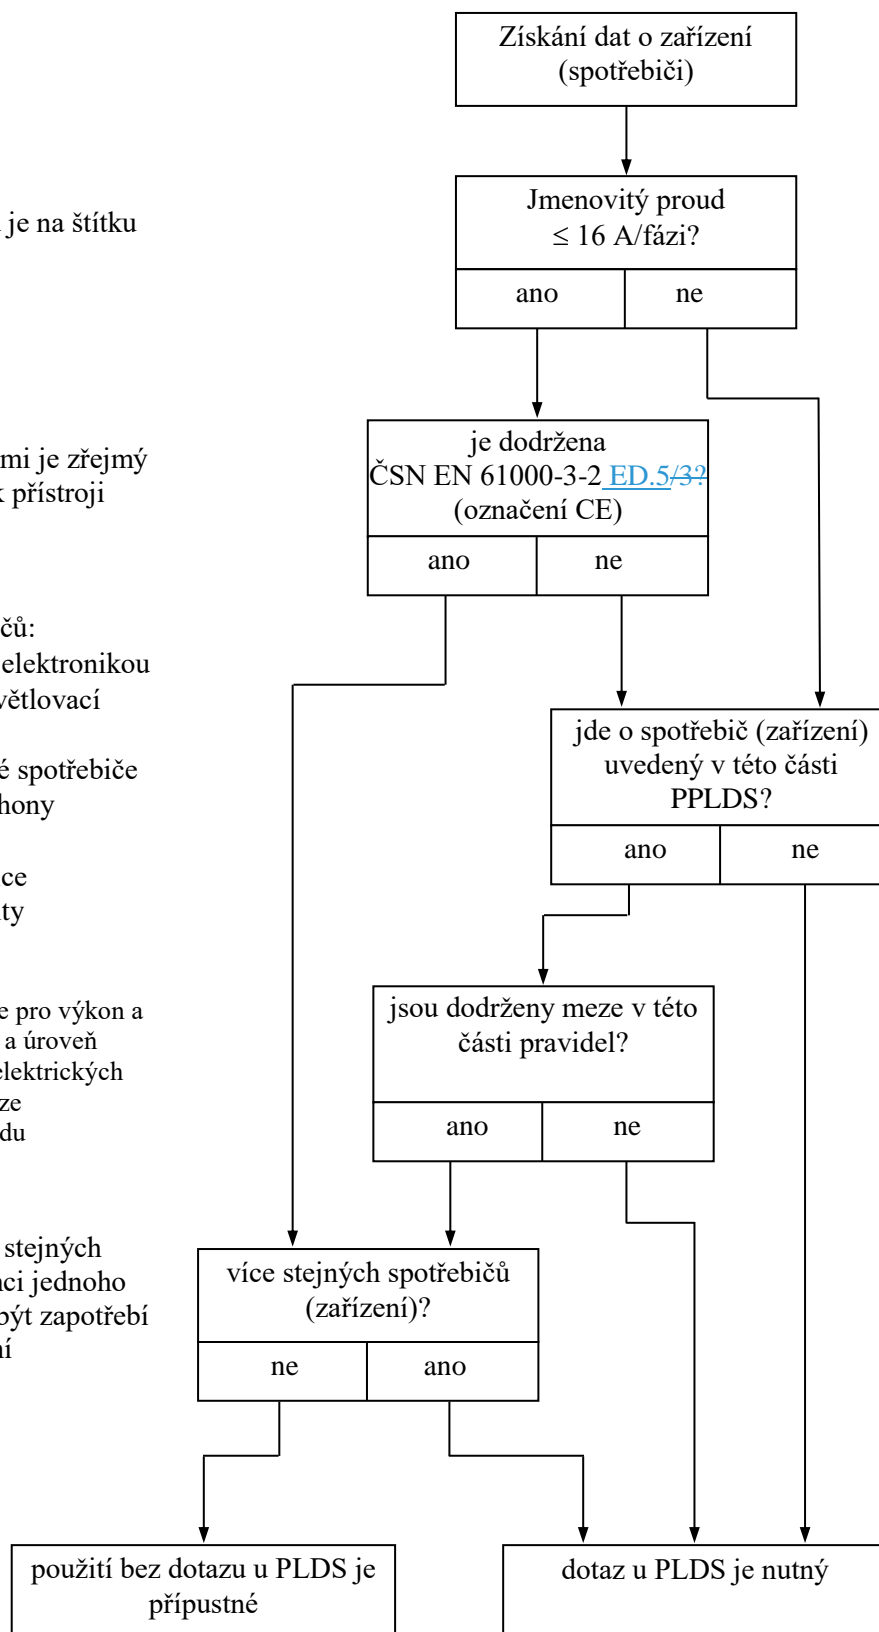 Získání dat o zařízení
(spotřebiči)
Jmenovitý proud
≤ 16 A/fázi?
ano ne
je na štítku
je dodržena
ČSN EN 61000-3-2 ED.5/3?
(označení CE)
ano ne
mi je zřejmý
k přístroji
čů:
elektronikou
větlovací
é spotřebiče
hony
ce
ty
jde o spotřebič (zařízení)
uvedený v této části
PPLDS?
ano ne
e pro výkon a
a úroveň
elektrických
ze
du
jsou dodrženy meze v této
části pravidel?
ano ne
stejných
nci jednoho
být zapotřebí
ní
více stejných spotřebičů
(zařízení)?
ne ano
použití bez dotazu u PLDS je
přípustné
dotaz u PLDS je nutný